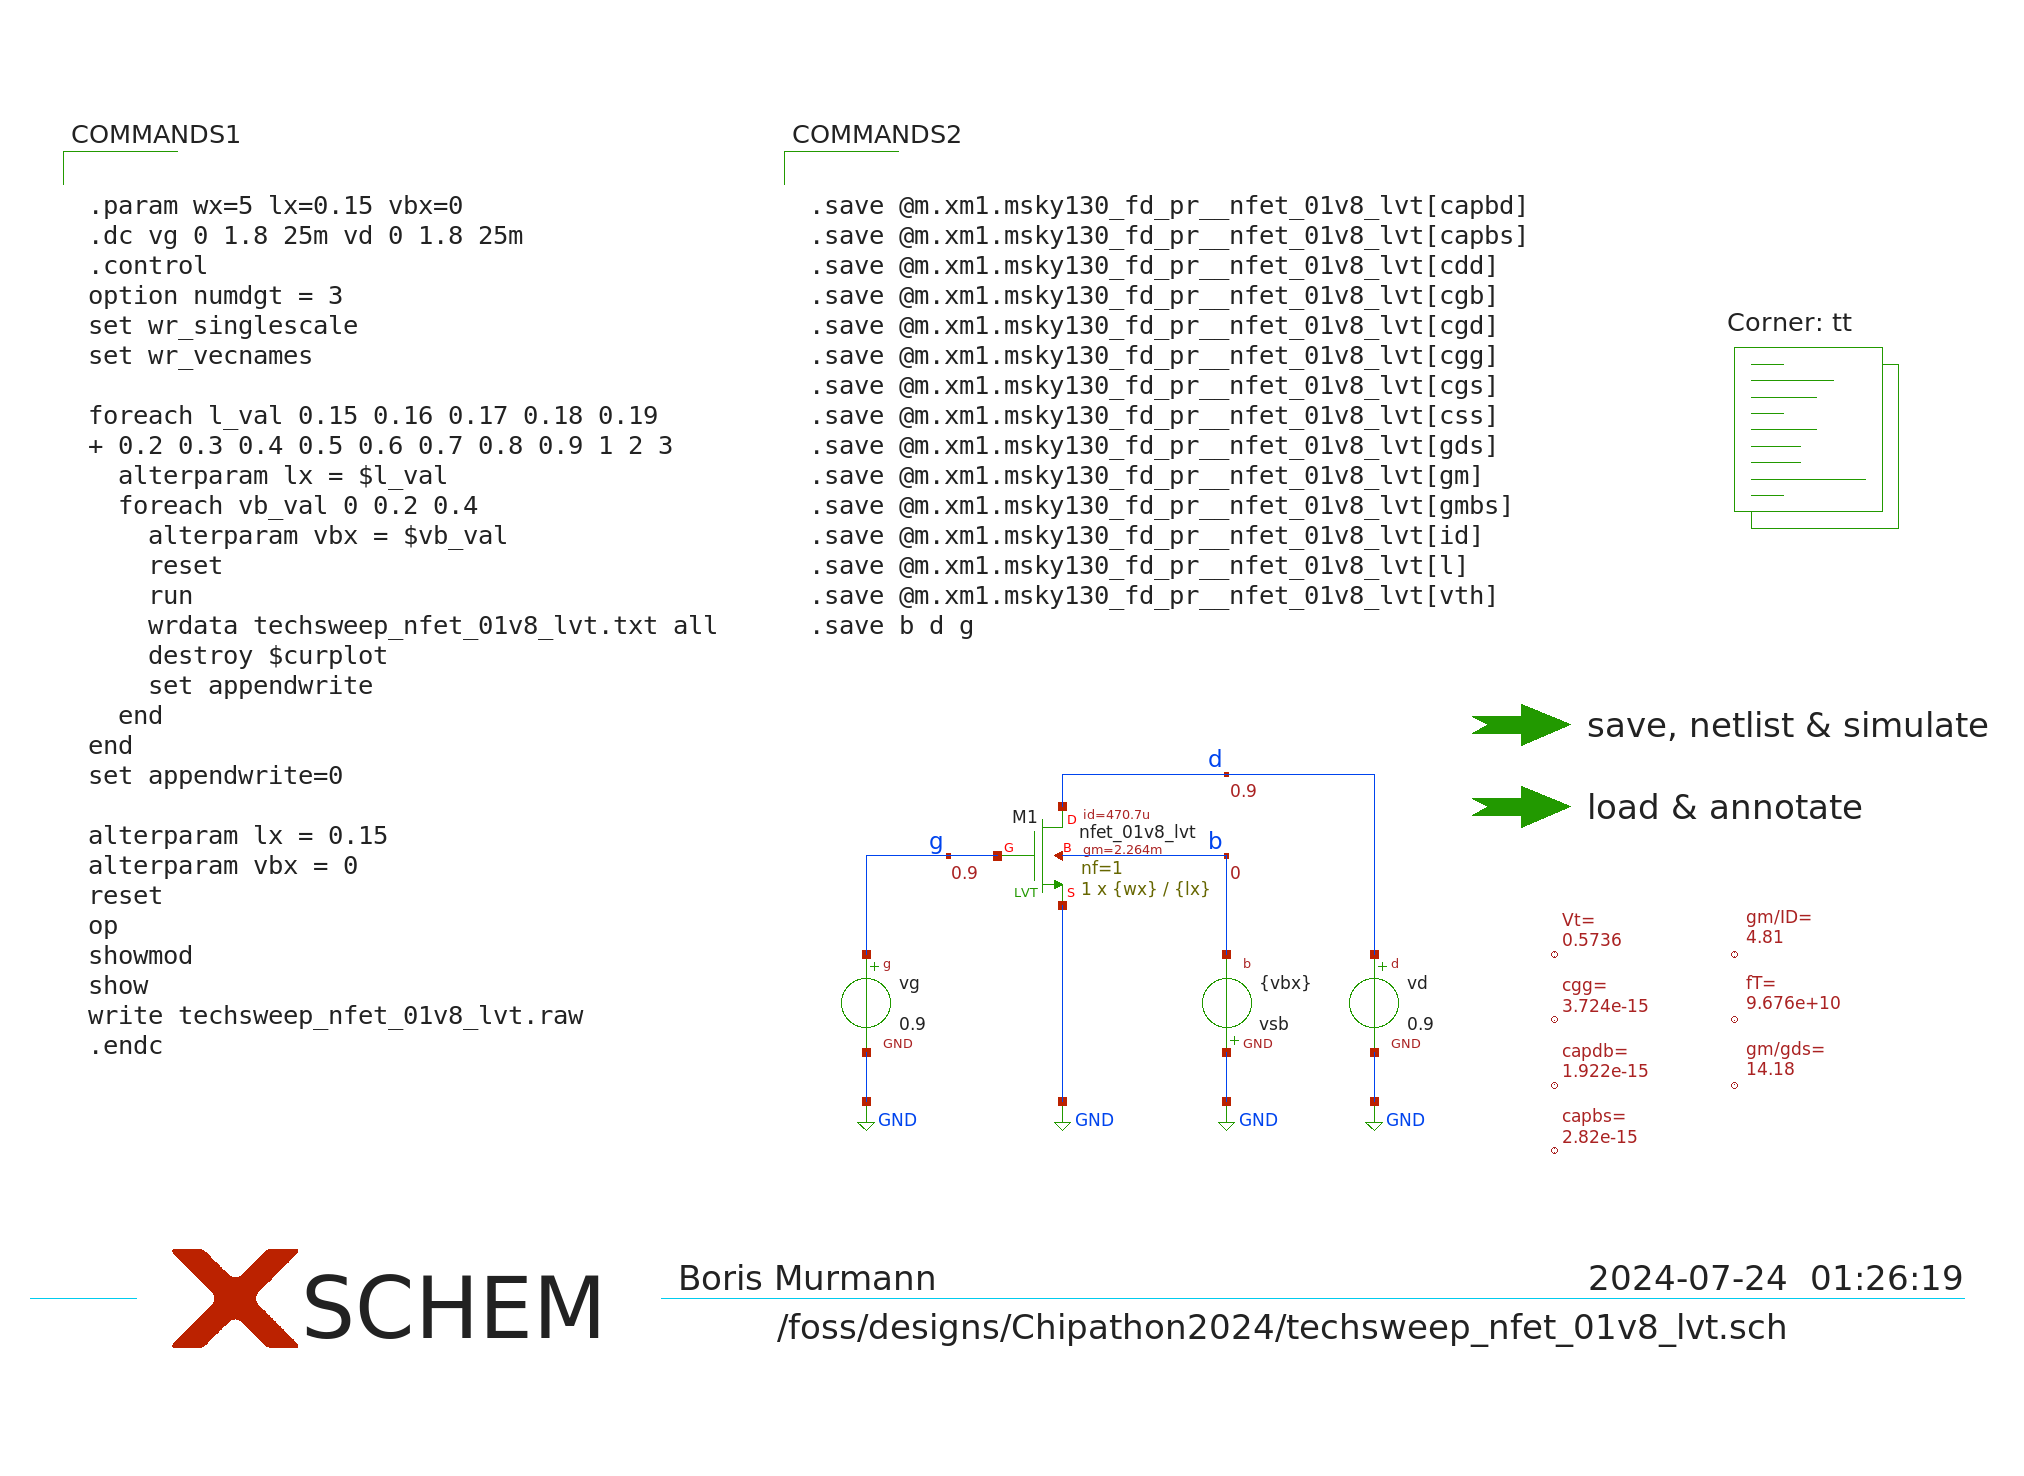 COMMANDS1
.param wx=5 lx=0.15 vbx=0
.dc vg 0 1.8 25m vd 0 1.8 25m
.control
option numdgt = 3
set wr_singlescale
set wr_vecnames
foreach l_val 0.15 0.16 0.17 0.18 0.19
+ 0.2 0.3 0.4 0.5 0.6 0.7 0.8 0.9 1 2 3
  alterparam lx = $l_val
  foreach vb_val 0 0.2 0.4
    alterparam vbx = $vb_val
    reset
    run
    wrdata techsweep_nfet_01v8_lvt.txt all
    destroy $curplot
    set appendwrite
  end
end
set appendwrite=0
alterparam lx = 0.15
alterparam vbx = 0
reset
op
showmod
show
write techsweep_nfet_01v8_lvt.raw
.endc
COMMANDS2
.save @m.xm1.msky130_fd_pr__nfet_01v8_lvt[capbd]
.save @m.xm1.msky130_fd_pr__nfet_01v8_lvt[capbs]
.save @m.xm1.msky130_fd_pr__nfet_01v8_lvt[cdd]
.save @m.xm1.msky130_fd_pr__nfet_01v8_lvt[cgb]
.save @m.xm1.msky130_fd_pr__nfet_01v8_lvt[cgd]
.save @m.xm1.msky130_fd_pr__nfet_01v8_lvt[cgg]
.save @m.xm1.msky130_fd_pr__nfet_01v8_lvt[cgs]
.save @m.xm1.msky130_fd_pr__nfet_01v8_lvt[css]
.save @m.xm1.msky130_fd_pr__nfet_01v8_lvt[gds]
.save @m.xm1.msky130_fd_pr__nfet_01v8_lvt[gm]
.save @m.xm1.msky130_fd_pr__nfet_01v8_lvt[gmbs]
.save @m.xm1.msky130_fd_pr__nfet_01v8_lvt[id]
.save @m.xm1.msky130_fd_pr__nfet_01v8_lvt[l]
.save @m.xm1.msky130_fd_pr__nfet_01v8_lvt[vth]
.save b d g
Corner: tt
save, netlist & simulate
load & annotate
d
0.9
M1
D
id=470.7u
nfet_01v8_lvt
g
G
B
gm=2.264m
b
0.9
nf=1
0
LVT
S
1 x {wx} / {lx}
+ g
vg
0.9
GND
GND
GND
b
{vbx}
vsb
+ GND
GND
+ d
vd
0.9
GND
GND
Vt=
0.5736
cgg=
3.724e-15
capdb=
1.922e-15
capbs=
2.82e-15
gm/ID=
4.81
fT=
9.676e+10
gm/gds=
14.18
XSCHEM
Boris Murmann
2024-07-24  01:26:19
/foss/designs/Chipathon2024/techsweep_nfet_01v8_lvt.sch